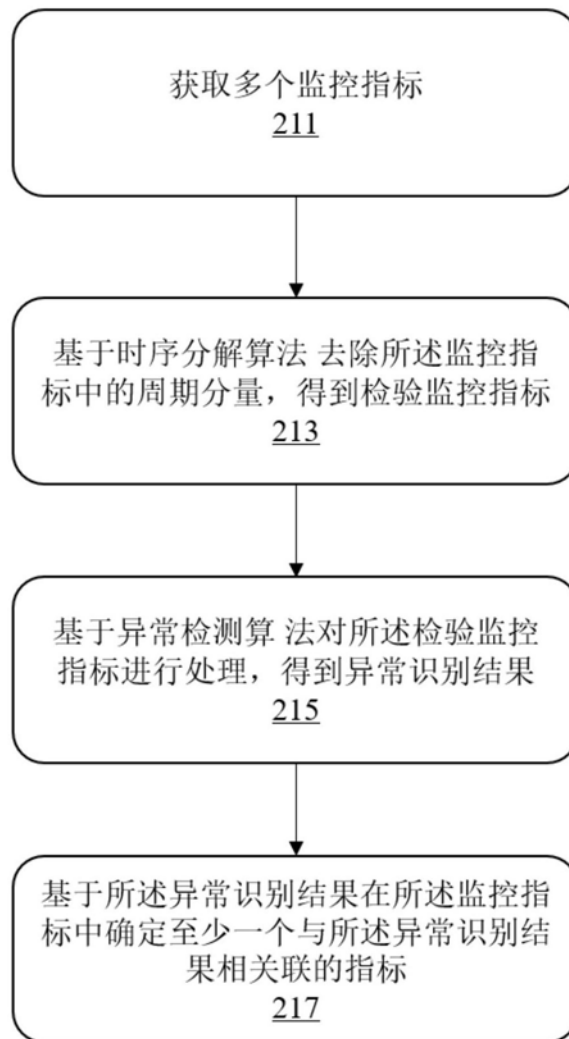 获取多个监控指标
211
基于时序分解算法 去除所述监控指
标中的周期分量，得到检验监控指标
213
基于异常检测算 法对所述检验监控
指标进行处理，得到异常识别结果
215
基于所述异常识别结果在所述监控指
标中确定至少一个与所述异常识别结
果相关联的指标
217